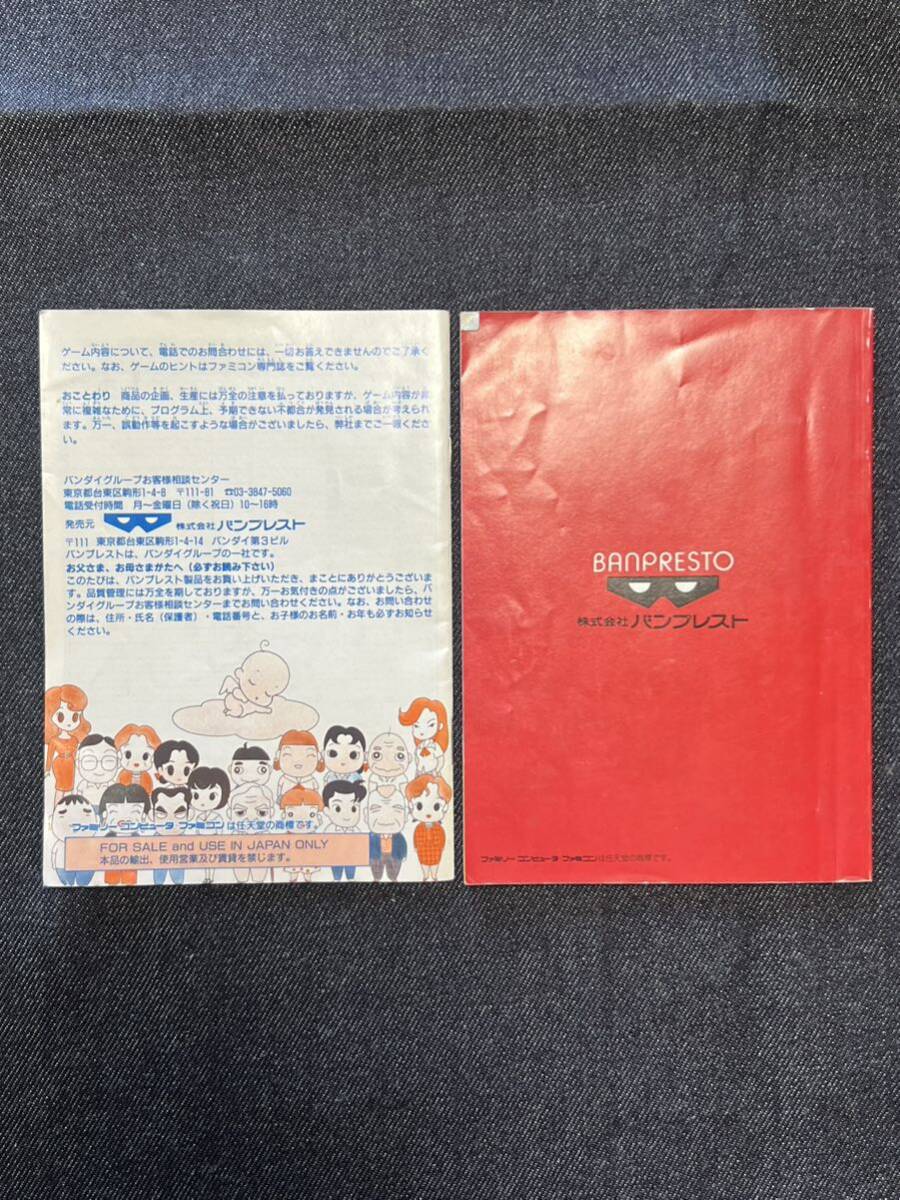 ゲーム内容について、電話でのお問合わせには、一切お答えできませんのでご了承く
ださい。なお、ゲームのヒントはファミコン専門誌をご覧ください。
おことわり　商品の企画、生産には万全の注意を払っておりますが、ゲーム内容が非
常に複雑なために、プログラム上、予期できない不都合が発見される場合が考えられ
ます。万一、誤動作等を起こすような場合がございましたら、弊社までご一報くださ
い。
バンダイグループお客様相談センター
東京都台東区駒形1-4-8　〒111-81　☎03-3847-5060
電話受付時間　月〜金曜日（除く祝日）10〜16時
発売元　株式会社バンプレスト
〒111　東京都台東区駒形1-4-14　バンダイ第3ビル
バンプレストは、バンダイグループの一社です。
お父さま、お母さまがたへ（必ずお読み下さい）
このたびは、バンプレスト製品をお買い上げいただき、まことにありがとうございま
す。品質管理には万全を期しておりますが、万一お気付きの点がございましたら、バ
ンダイグループお客様相談センターまでお問い合わせください。なお、お問い合わせ
の際は、住所・氏名（保護者）・電話番号と、お子様のお名前・お年も必ずお知らせ
ください。
ファミリーコンピュータ ファミコンは任天堂の商標です。
FOR SALE and USE IN JAPAN ONLY
本品の輸出、使用営業及び賃貸を禁じます。
BANPRESTO
株式会社 バンプレスト
ファミリーコンピュータ ファミコンは任天堂の商標です。